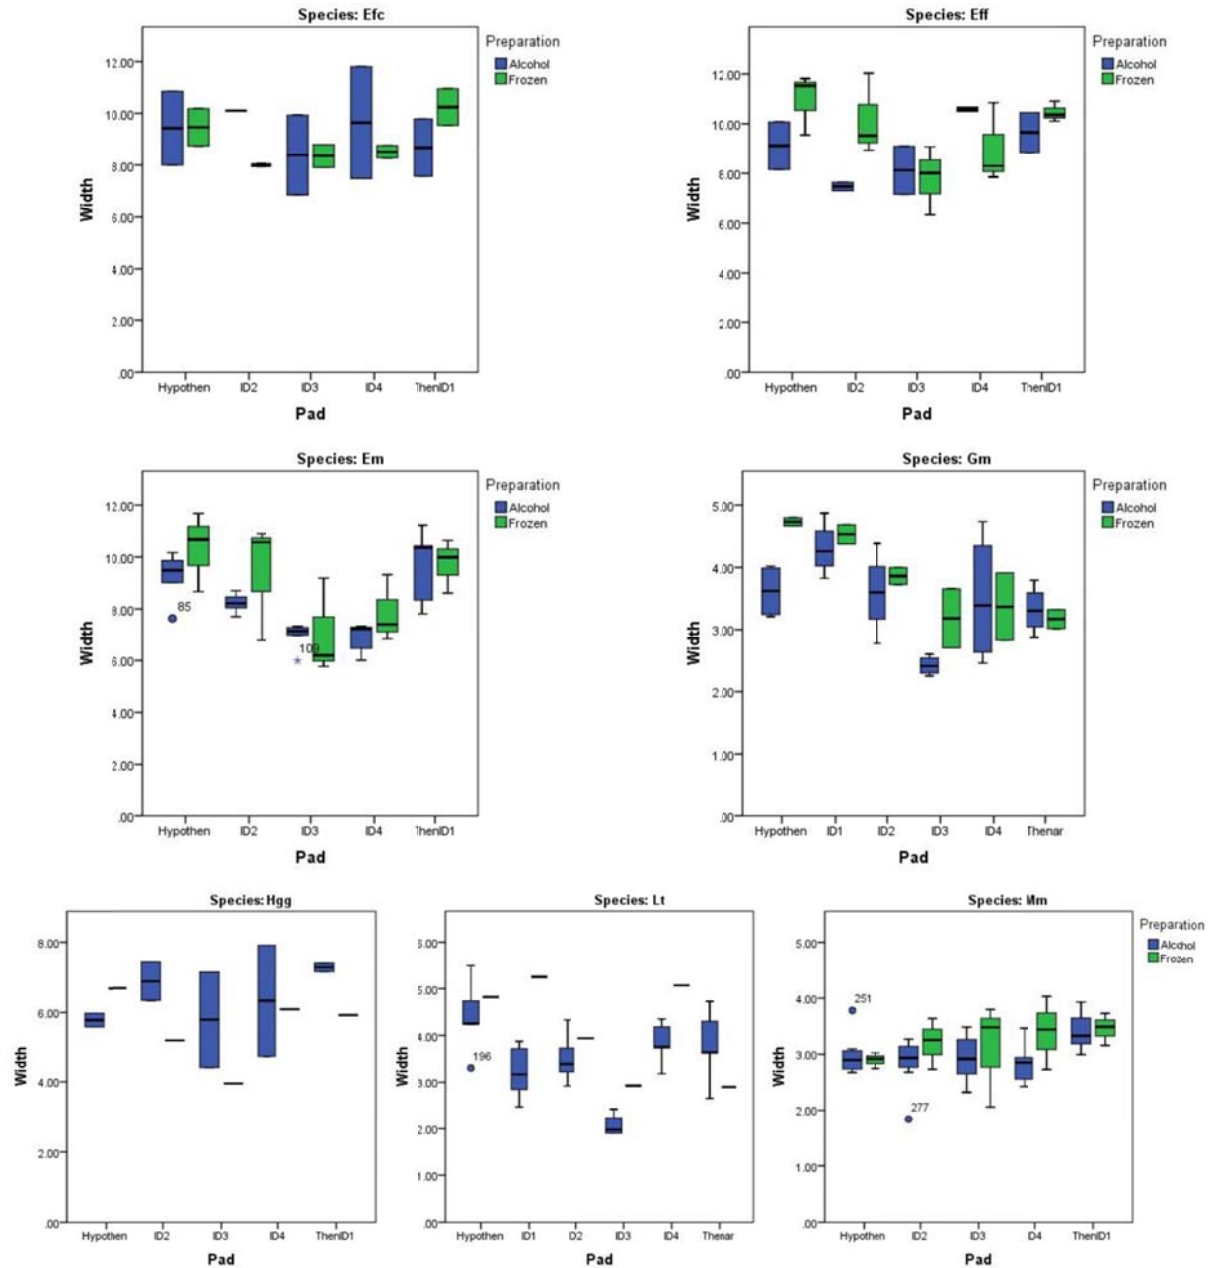 Species: Efc
Preparation
Alcohol
Frozen
12.00
10.00
8.00
6.00
4.00
2.00
.00
Width
Hypothen ID2 ID3 ID4 ThenID1
Pad
Species: Eff
Preparation
Alcohol
Frozen
12.00
10.00
8.00
6.00
4.00
2.00
.00
Width
Hypothen ID2 ID3 ID4 ThenID1
Pad
Species: Em
Preparation
Alcohol
Frozen
12.00
10.00
8.00
6.00
4.00
2.00
.00
Width
85
109
Hypothen ID2 ID3 ID4 ThenID1
Pad
Species: Gm
Preparation
Alcohol
Frozen
5.00
4.00
3.00
2.00
1.00
.00
Width
Hypothen ID1 ID2 ID3 ID4 Thenar
Pad
Species: Hgg
8.00
6.00
4.00
2.00
.00
Width
Hypothen ID2 ID3 ID4 ThenID1
Pad
Species: Lt
6.00
5.00
4.00
3.00
2.00
1.00
.00
Width
196
Hypothen ID1 ID2 ID3 ID4 Thenar
Pad
Species: Mm
Preparation
Alcohol
Frozen
5.00
4.00
3.00
2.00
1.00
.00
Width
251
277
Hypothen ID2 ID3 ID4 ThenID1
Pad